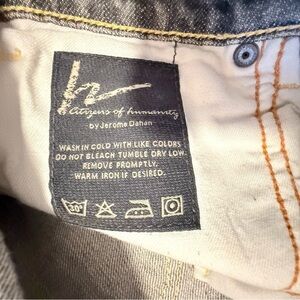 Citizens of humanity
by Jerome Dahan
WASH IN COLD WITH LIKE COLORS
DO NOT BLEACH TUMBLE DRY LOW.
REMOVE PROMPTLY.
WARM IRON IF DESIRED.
30°